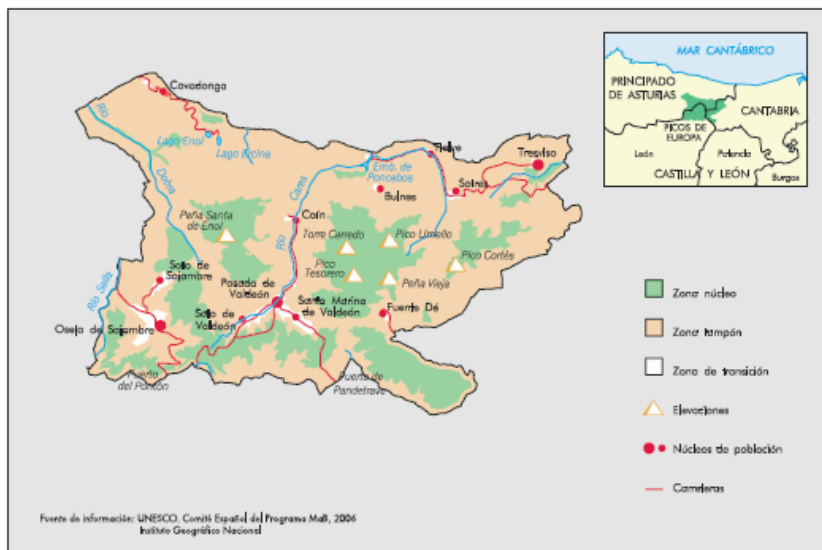 MAR CANTÁBRICO
PRINCIPADO
DE ASTURIAS
CANTABRIA
PICOS DE
EUROPA
León
Palencia
CASTILLA Y LEÓN
Burgos
Covadonga
Río
Dobra
Lago Enol
Lago Ercina
Río
Cares
Emb. de
Poncebos
Tresviso
Sotres
Bulnes
Caín
Peña Santa
de Enol
Torre Cerredo
Pico Urriello
Pico
Tesorero
Peña Vieja
Pico Cortés
Río Sella
Soto de
Sajambre
Oseja de Sajambre
Posada de
Valdeón
Soto de
Valdeón
Santa Marina
de Valdeón
Fuente Dé
Puerto
del Pontón
Puerto de
Pandetrave
Zona núcleo
Zona tampón
Zona de transición
Elevaciones
Núcleos de población
Carreteras
Fuente de información: UNESCO. Comité Español del Programa MaB, 2006
Instituto Geográfico Nacional